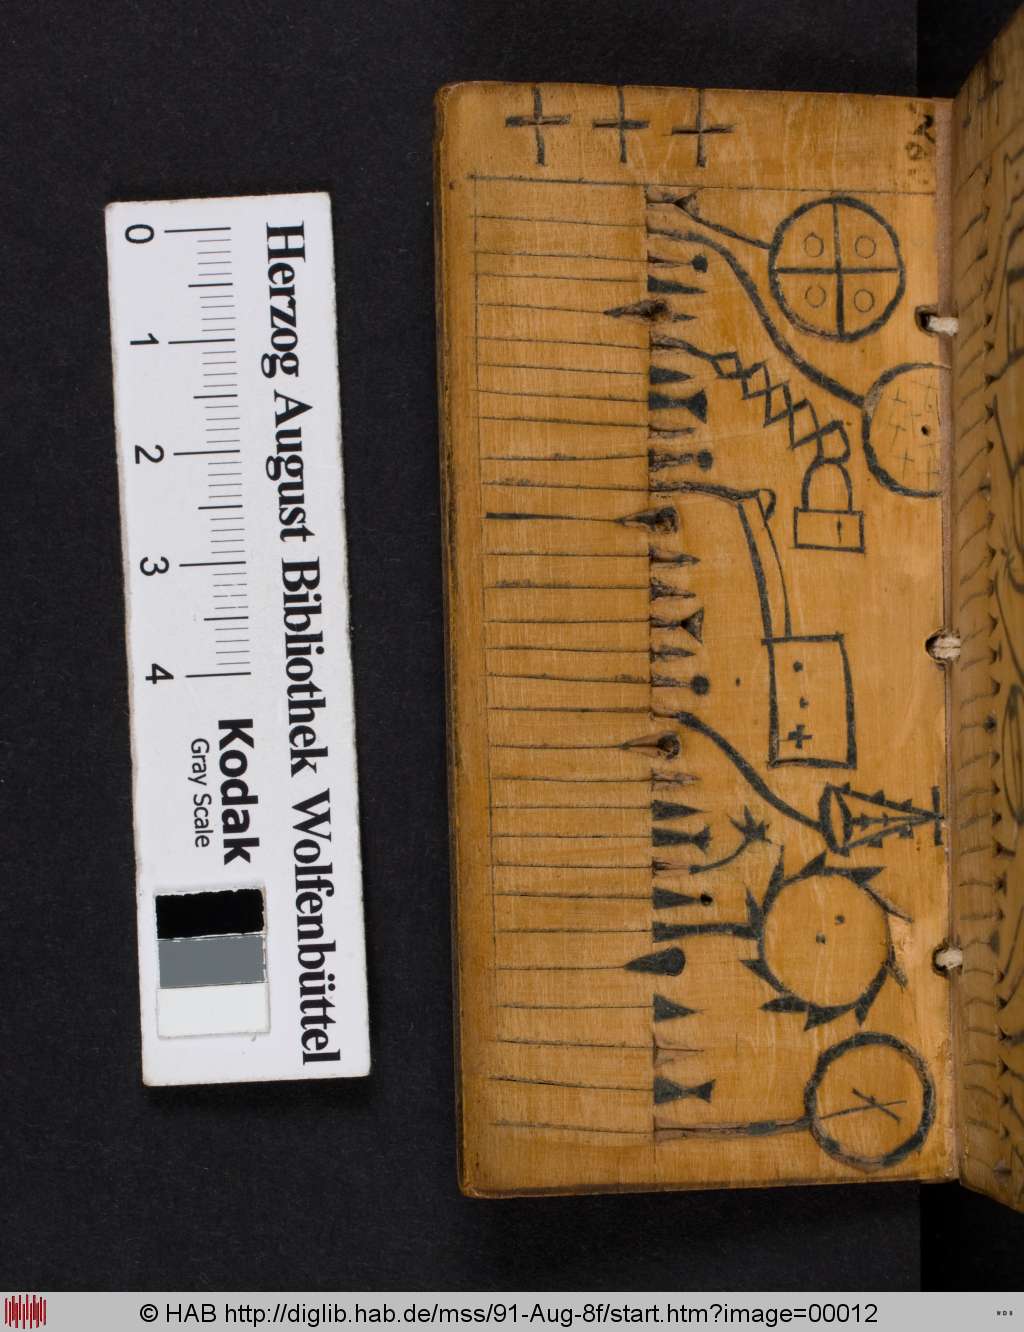 0
1
2
3
4
Herzog August Bibliothek Wolfenbüttel
Kodak
Gray Scale
© HAB http://diglib.hab.de/mss/91-Aug-8f/start.htm?image=00012